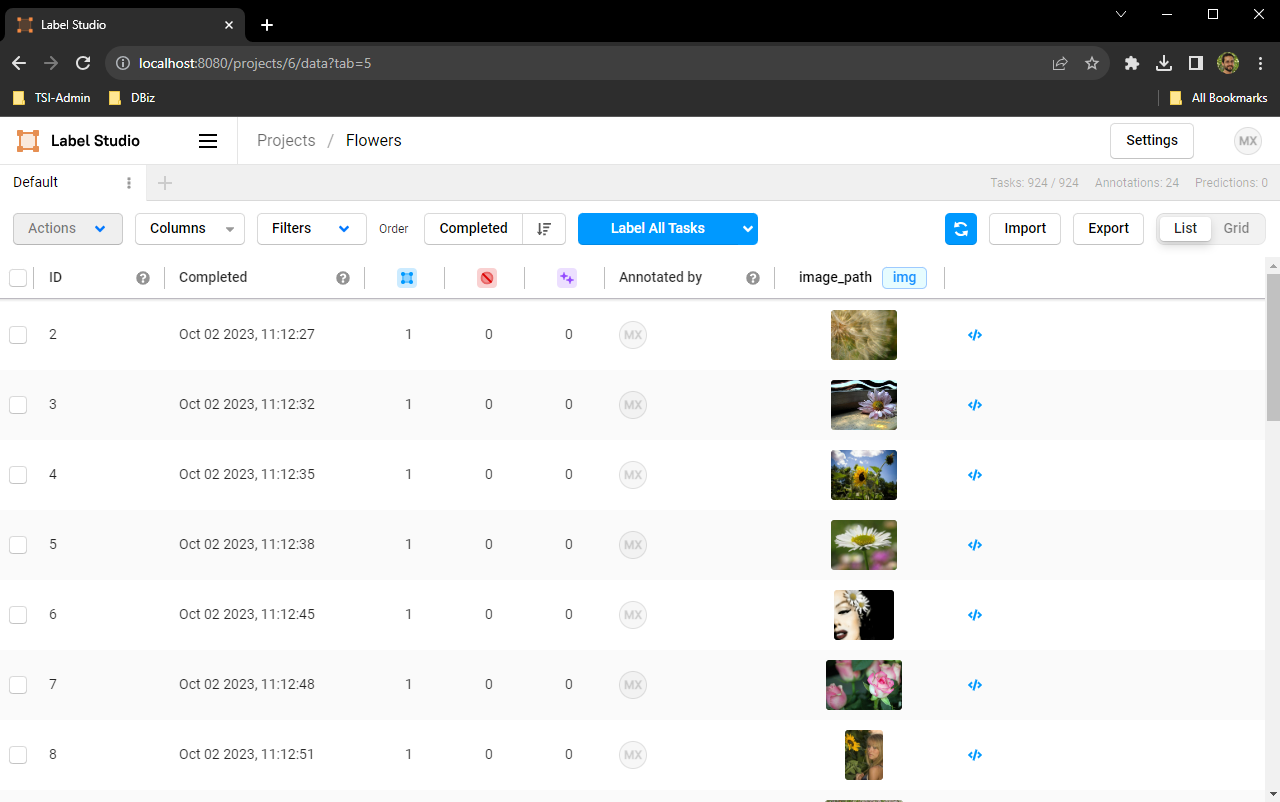 Label Studio
localhost:8080/projects/6/data?tab=5
TSI-Admin DBiz All Bookmarks
Label Studio Projects / Flowers Settings MX
Default Tasks: 924 / 924 Annotations: 24 Predictions: 0
Actions Columns Filters Order Completed Label All Tasks Import Export List Grid
ID Completed Annotated by image_path img
2 Oct 02 2023, 11:12:27 1 0 0 MX
3 Oct 02 2023, 11:12:32 1 0 0 MX
4 Oct 02 2023, 11:12:35 1 0 0 MX
5 Oct 02 2023, 11:12:38 1 0 0 MX
6 Oct 02 2023, 11:12:45 1 0 0 MX
7 Oct 02 2023, 11:12:48 1 0 0 MX
8 Oct 02 2023, 11:12:51 1 0 0 MX